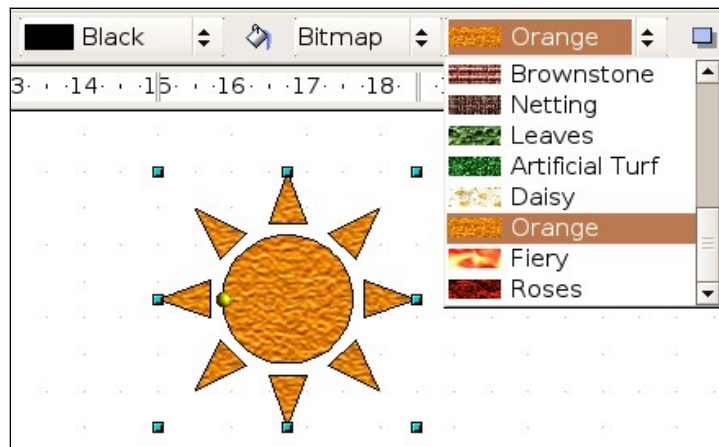 Black Bitmap Orange
3· ·14· ·15· ·16· ·17· ·18·
Brownstone
Netting
Leaves
Artificial Turf
Daisy
Orange
Fiery
Roses